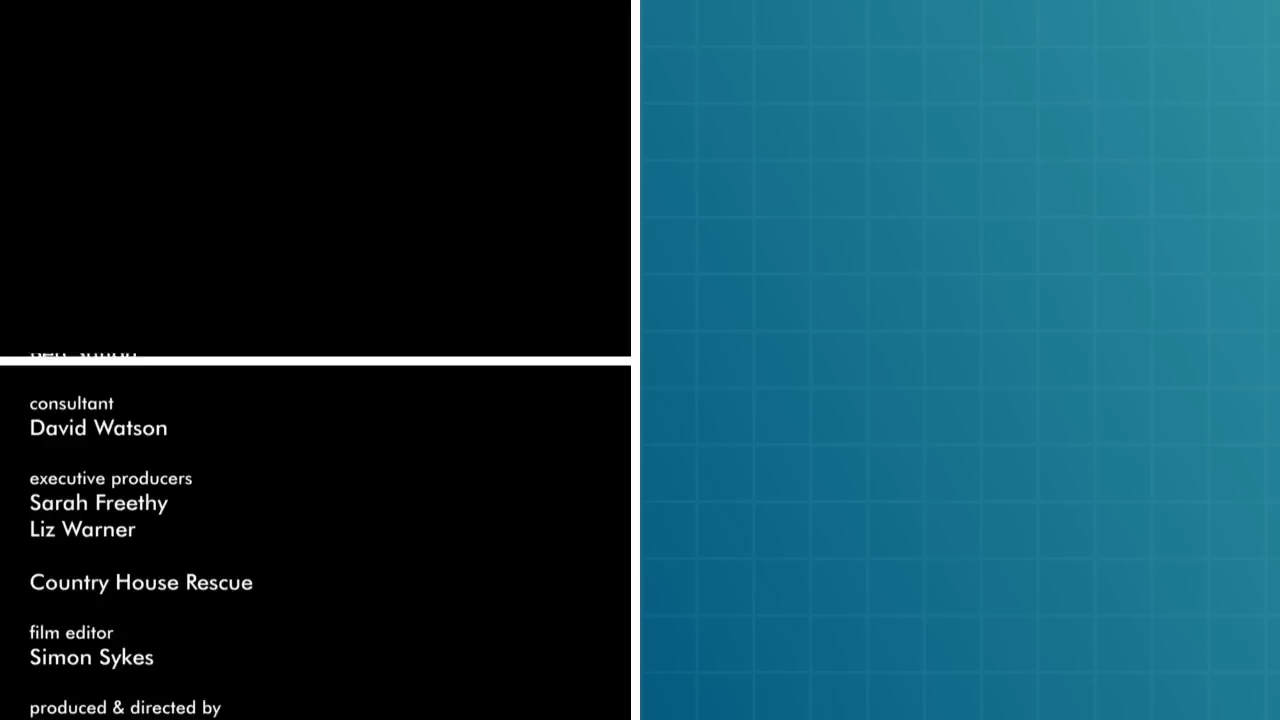 consultant
David Watson
executive producers
Sarah Freethy
Liz Warner
Country House Rescue
film editor
Simon Sykes
produced & directed by